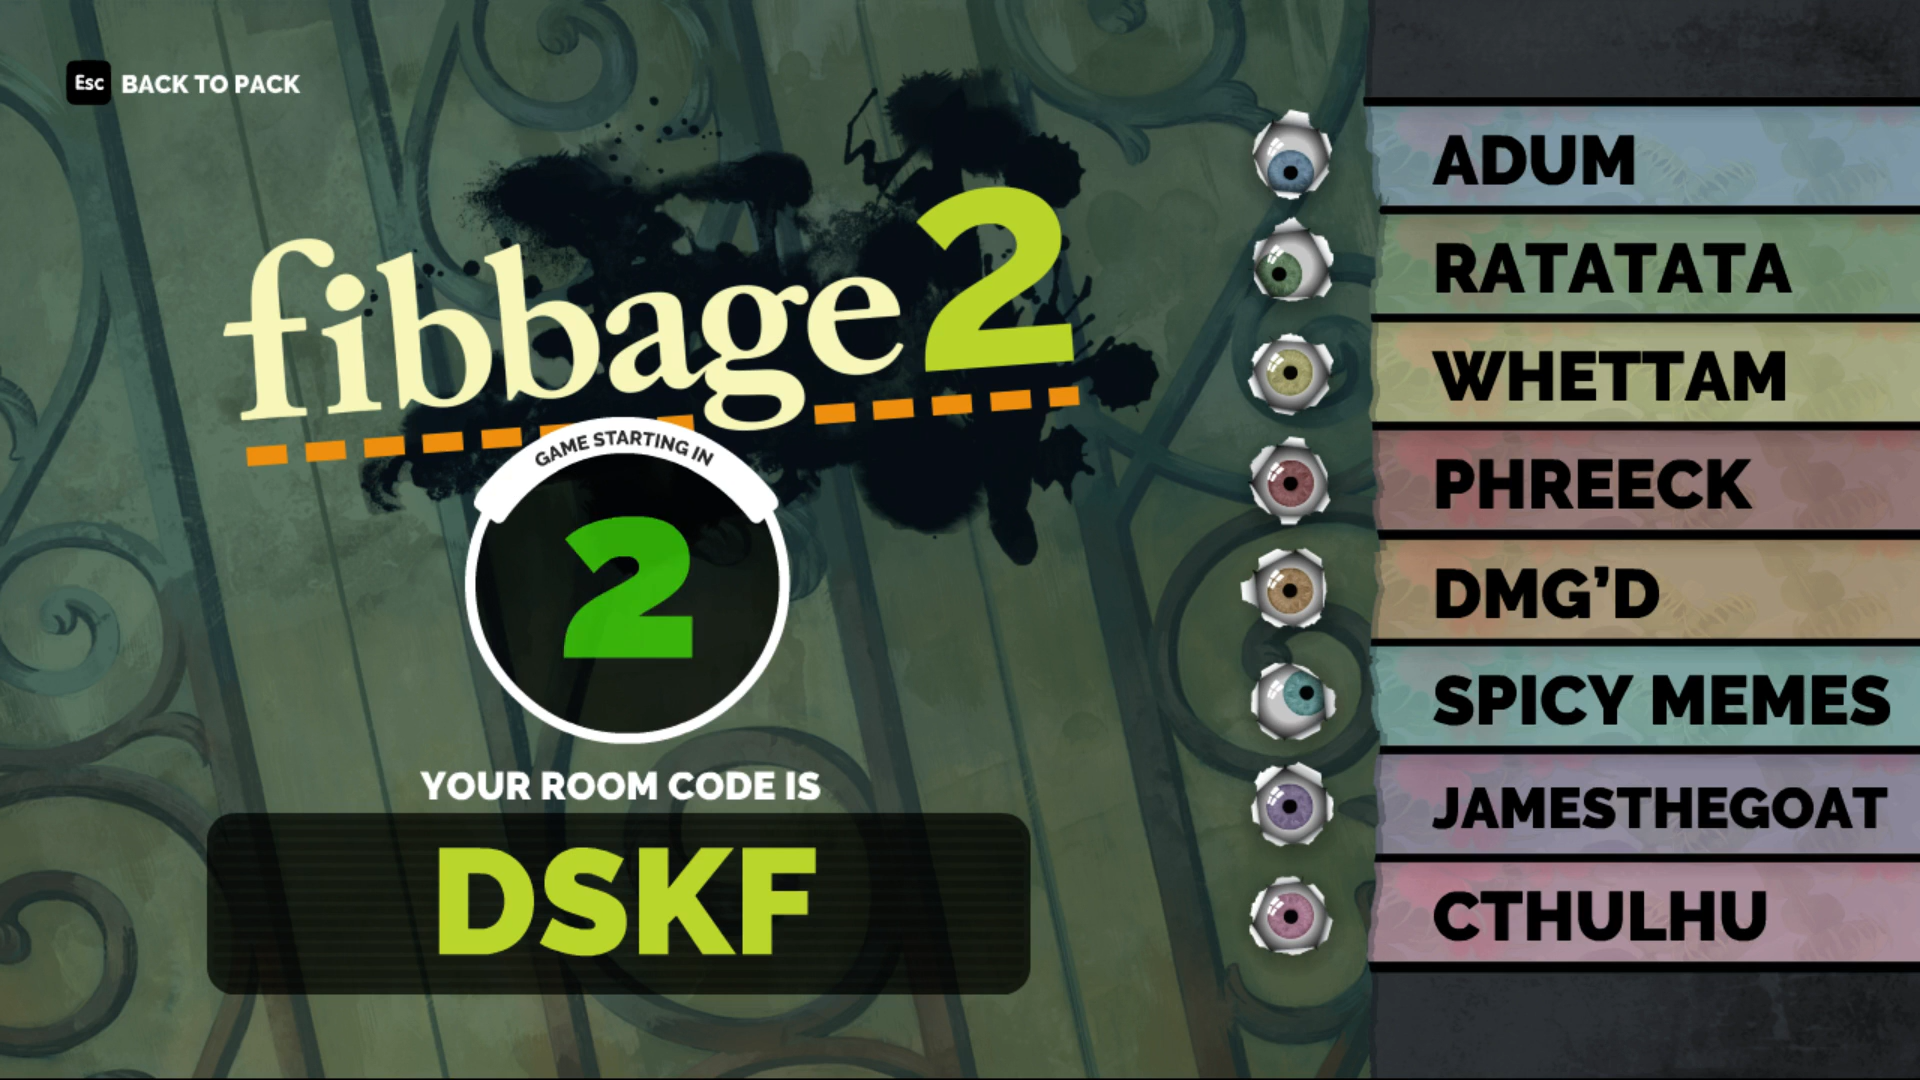 Esc BACK TO PACK
fibbage 2
GAME STARTING IN
2
YOUR ROOM CODE IS
DSKF
ADUM
RATATATA
WHETTAM
PHREECK
DMG'D
SPICY MEMES
JAMESTHEGOAT
CTHULHU